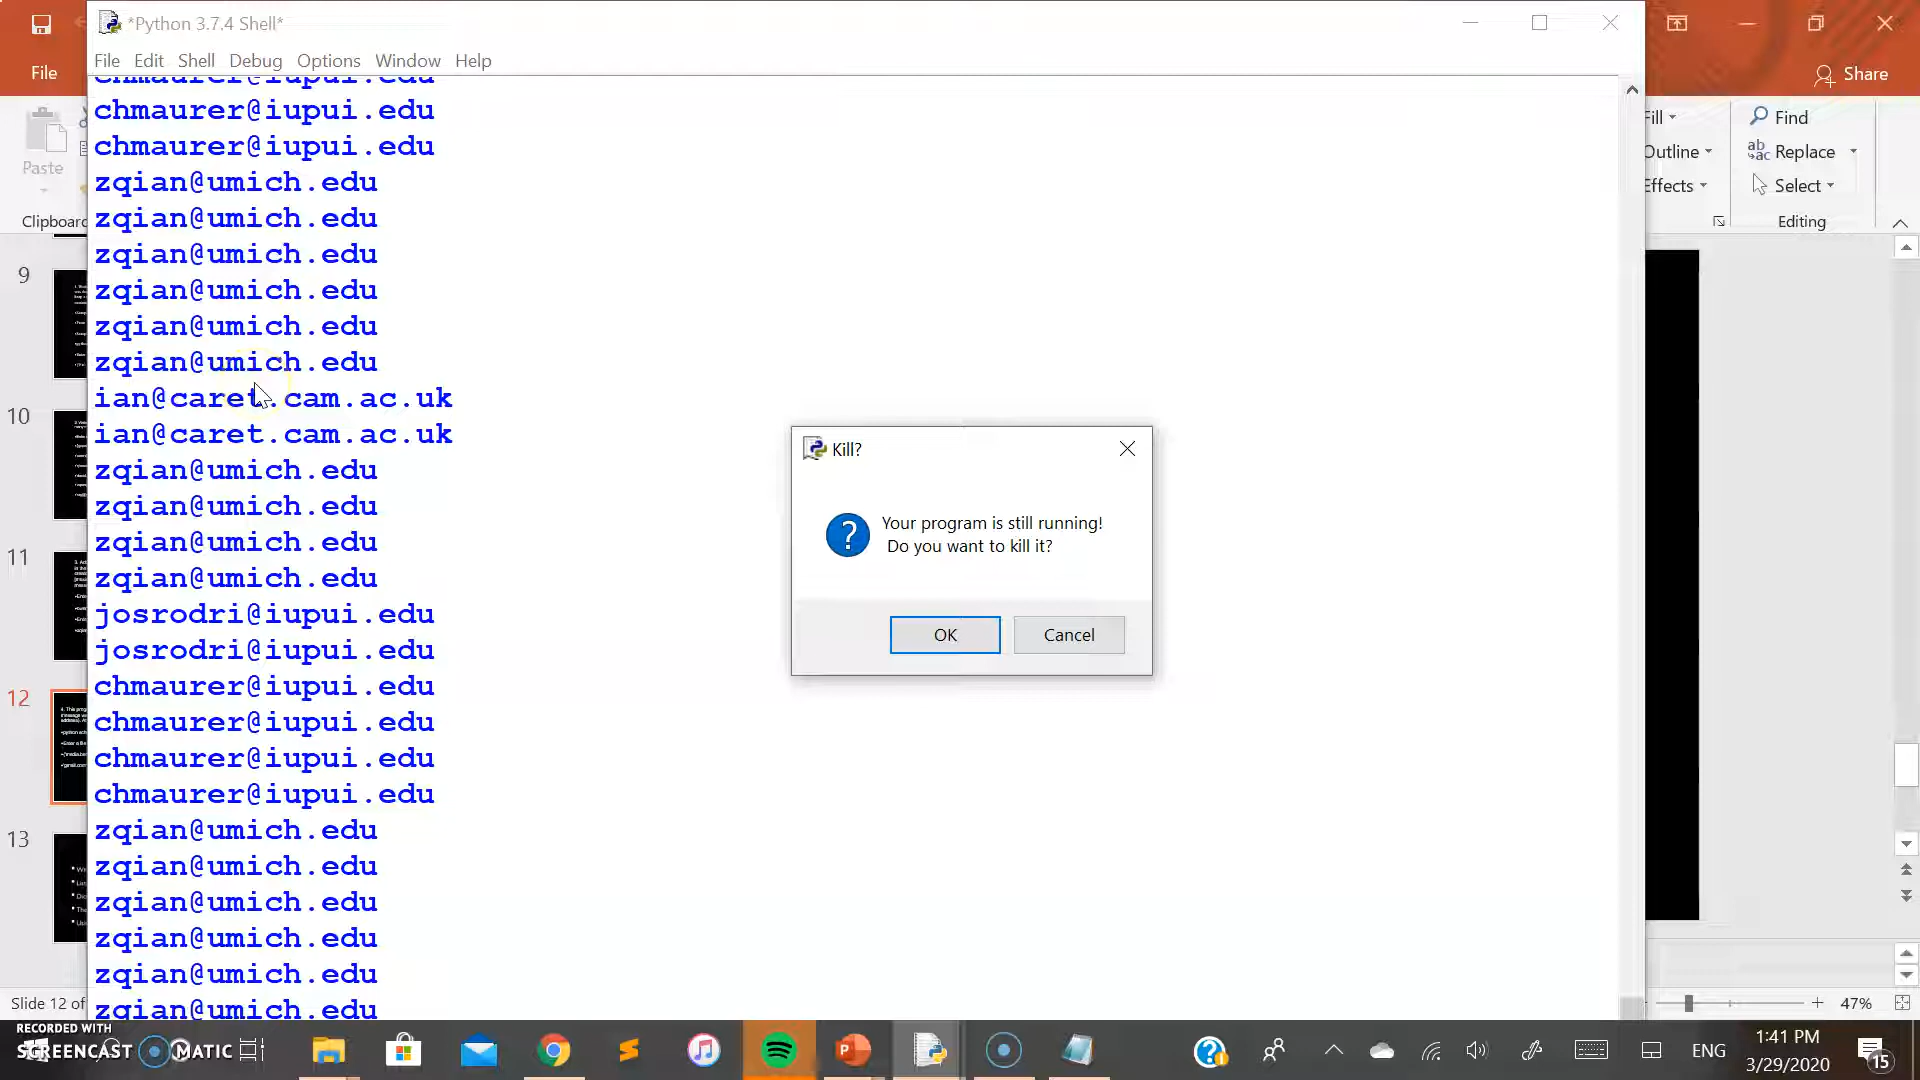 *Python 3.7.4 Shell*
File Edit Shell Debug Options Window Help
File
Share
Paste
Clipboard
Fill
Outline
Effects
Find
Replace
Select
Editing
chmaurer@iupui.edu
chmaurer@iupui.edu
chmaurer@iupui.edu
zqian@umich.edu
zqian@umich.edu
zqian@umich.edu
zqian@umich.edu
zqian@umich.edu
zqian@umich.edu
ian@caret.cam.ac.uk
ian@caret.cam.ac.uk
zqian@umich.edu
zqian@umich.edu
zqian@umich.edu
zqian@umich.edu
josrodri@iupui.edu
josrodri@iupui.edu
chmaurer@iupui.edu
chmaurer@iupui.edu
chmaurer@iupui.edu
chmaurer@iupui.edu
zqian@umich.edu
zqian@umich.edu
zqian@umich.edu
zqian@umich.edu
zqian@umich.edu
zqian@umich.edu
Kill?
Your program is still running!
Do you want to kill it?
OK Cancel
9
10
11
12
13
Slide 12 of
47%
RECORDED WITH
SCREENCAST MATIC
ENG
1:41 PM
3/29/2020
15